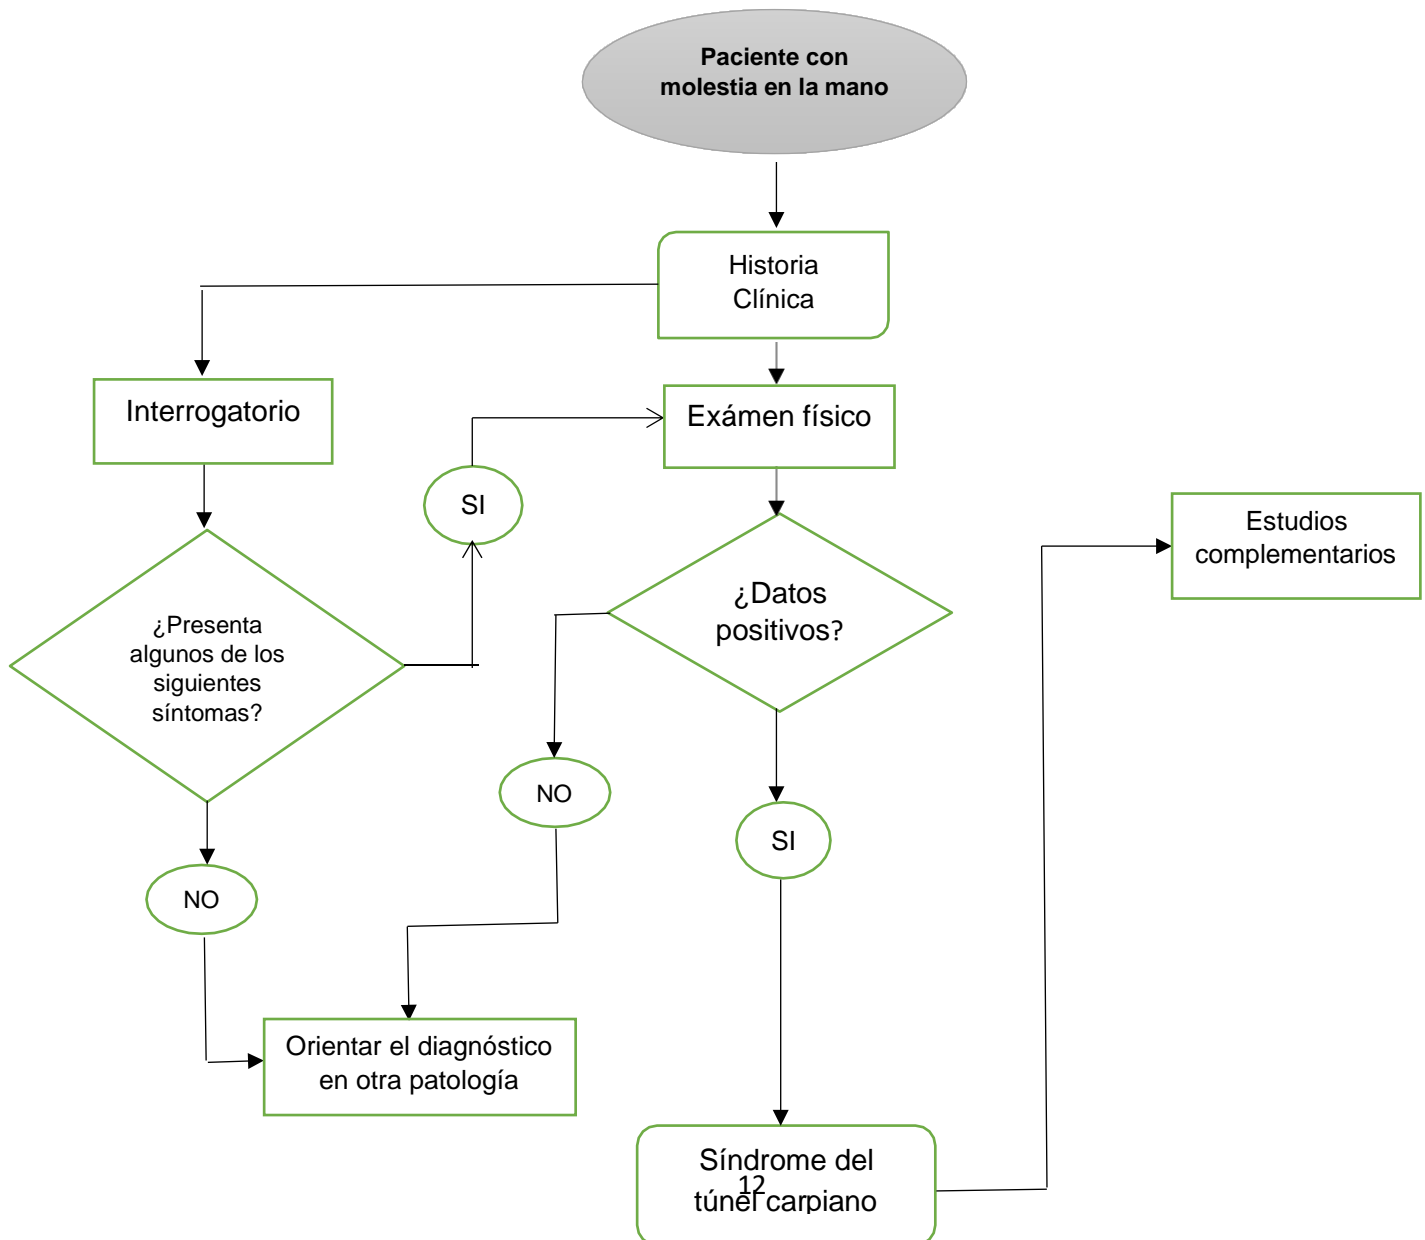 Paciente con
molestia en la mano
Historia
Clínica
Interrogatorio
Exámen físico
SI
Estudios
complementarios
¿Presenta
algunos de los
siguientes
síntomas?
¿Datos
positivos?
NO
SI
NO
Orientar el diagnóstico
en otra patología
Síndrome del
túnel carpiano
12